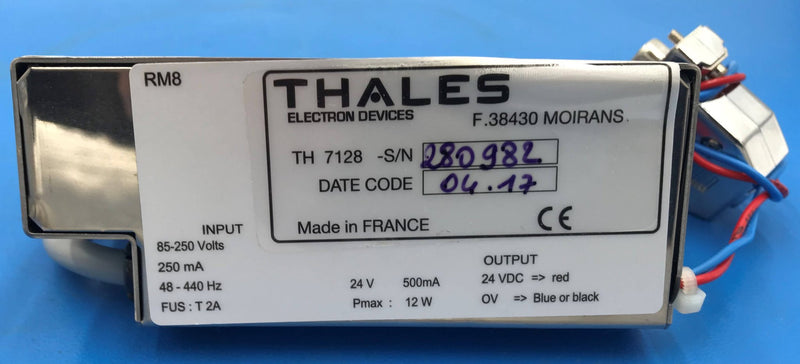 RM8
THALES
ELECTRON DEVICES
F.38430 MOIRANS
TH 7128 -S/N 280982
DATE CODE 04.17
Made in FRANCE CE
INPUT
85-250 Volts
250 mA
48 - 440 Hz
FUS : T 2A
24 V 500mA
Pmax : 12 W
OUTPUT
24 VDC => red
OV => Blue or black